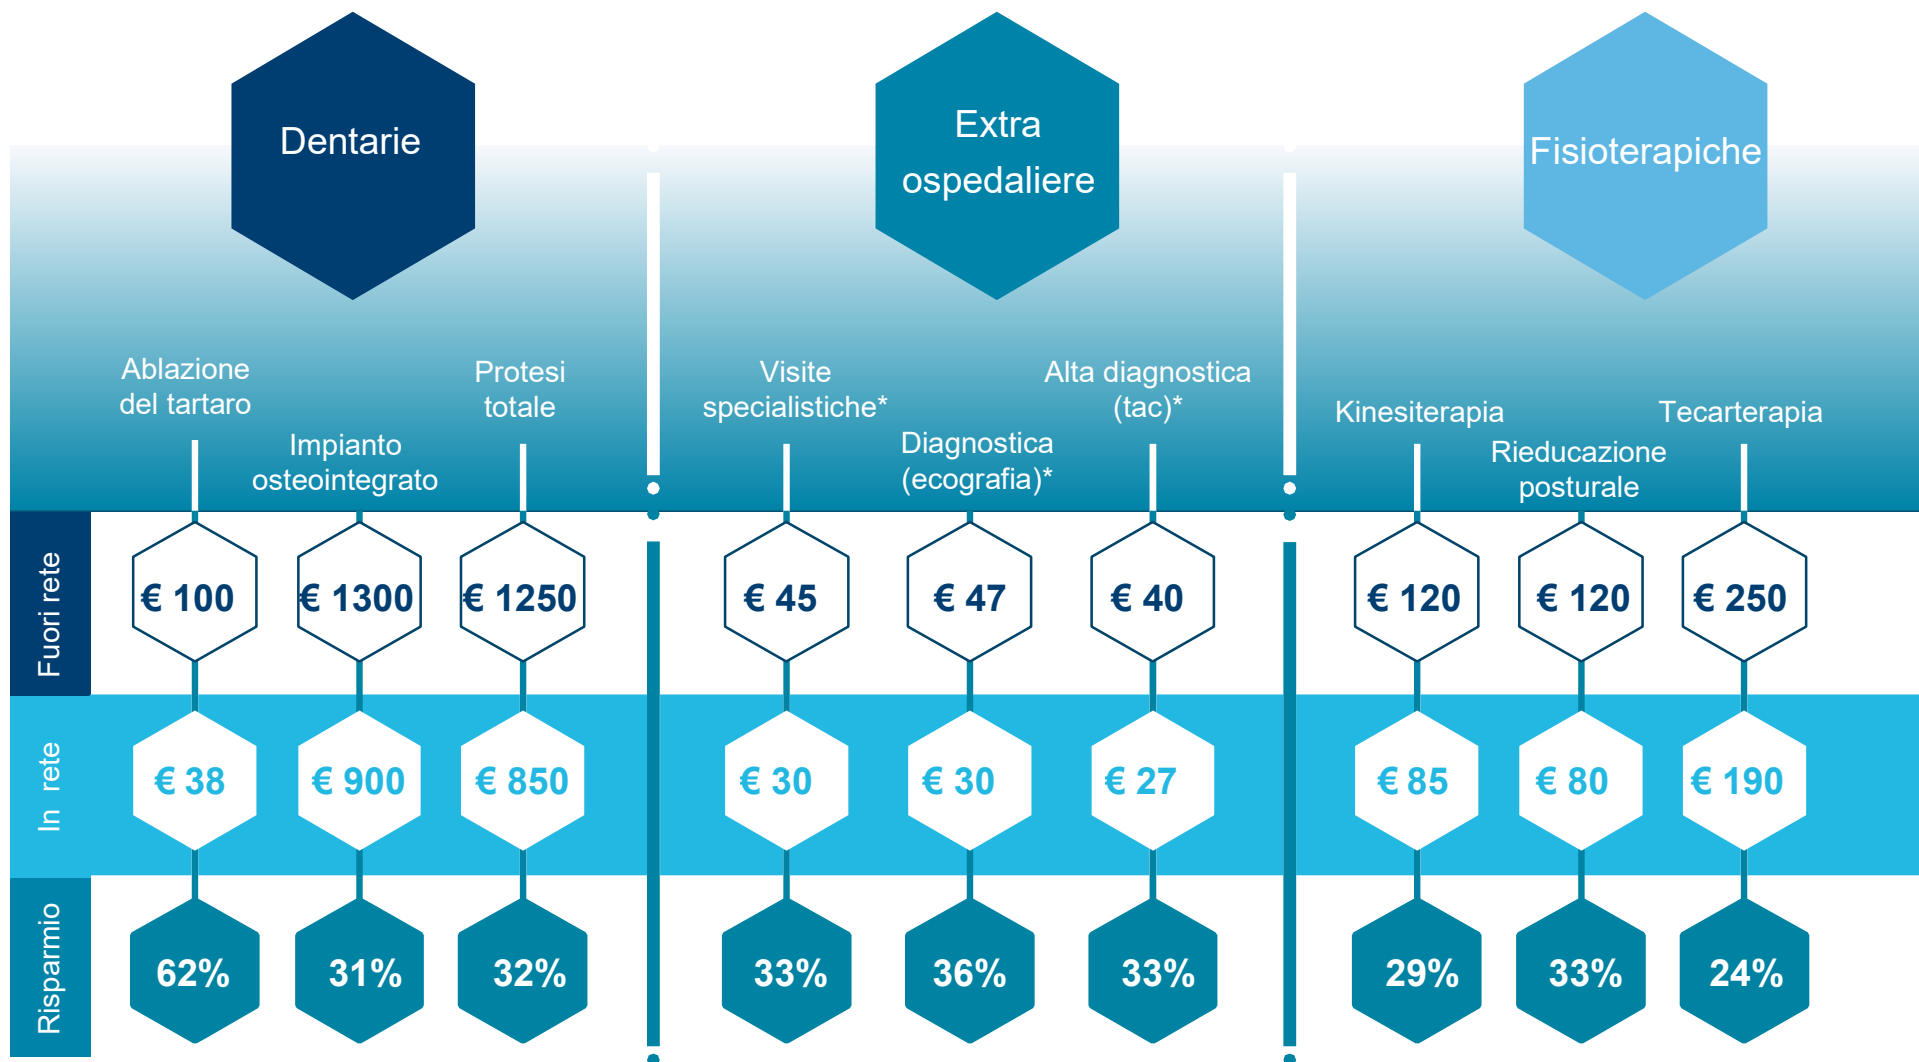 Dentarie
Extra
ospedaliere
Fisioterapiche
Ablazione
del tartaro
Impianto
osteointegrato
Protesi
totale
Visite
specialistiche*
Diagnostica
(ecografia)*
Alta diagnostica
(tac)*
Kinesiterapia
Rieducazione
posturale
Tecarterapia
Fuori rete
€ 100
€ 1300
€ 1250
€ 45
€ 47
€ 40
€ 120
€ 120
€ 250
In rete
€ 38
€ 900
€ 850
€ 30
€ 30
€ 27
€ 85
€ 80
€ 190
Risparmio
62%
31%
32%
33%
36%
33%
29%
33%
24%